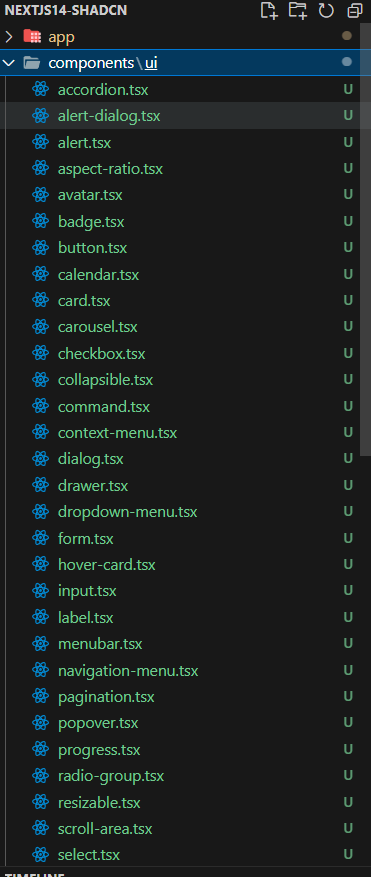 NEXTJS14-SHADCN
app
components\ui
accordion.tsx U
alert-dialog.tsx U
alert.tsx U
aspect-ratio.tsx U
avatar.tsx U
badge.tsx U
button.tsx U
calendar.tsx U
card.tsx U
carousel.tsx U
checkbox.tsx U
collapsible.tsx U
command.tsx U
context-menu.tsx U
dialog.tsx U
drawer.tsx U
dropdown-menu.tsx U
form.tsx U
hover-card.tsx U
input.tsx U
label.tsx U
menubar.tsx U
navigation-menu.tsx U
pagination.tsx U
popover.tsx U
progress.tsx U
radio-group.tsx U
resizable.tsx U
scroll-area.tsx U
select.tsx U
TIMELINE